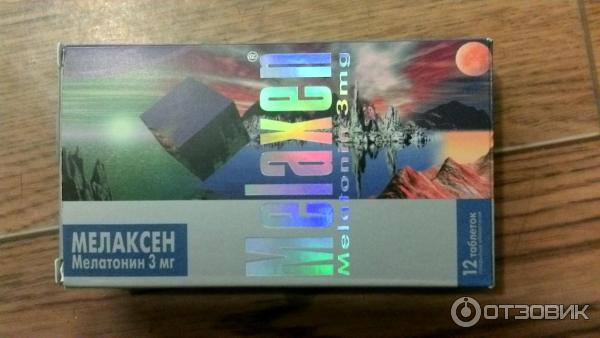 Melaxen®
Melatonin 3mg
МЕЛАКСЕН
Мелатонин 3 мг
12 таблеток
ОТЗОВИК